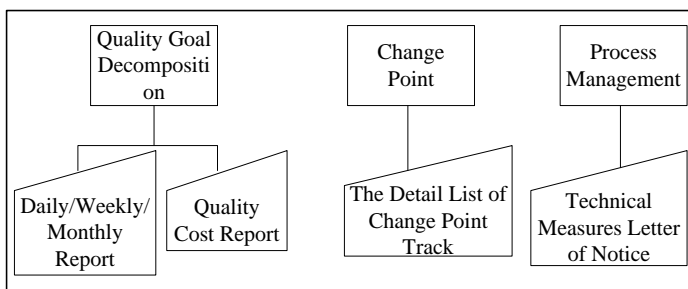 Quality Goal
Decompositi
on
Change
Point
Process
Management
Daily/Weekly/
Monthly
Report
Quality
Cost Report
The Detail List of
Change Point
Track
Technical
Measures Letter
of Notice